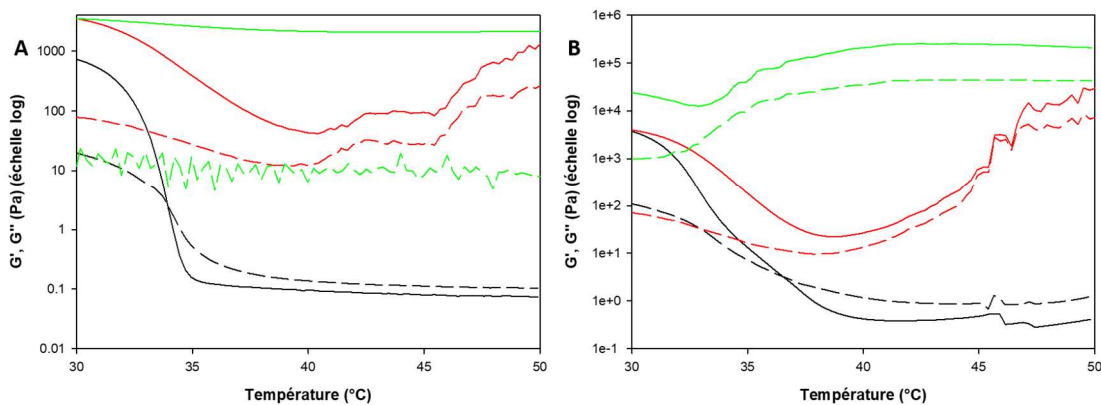 A
G', G'' (Pa) (échelle log)
1000
100
10
1
0.1
0.01
30
35
40
45
50
Température (°C)
B
G', G'' (Pa) (échelle log)
1e+6
1e+5
1e+4
1e+3
1e+2
1e+1
1e+0
1e-1
30
35
40
45
50
Température (°C)